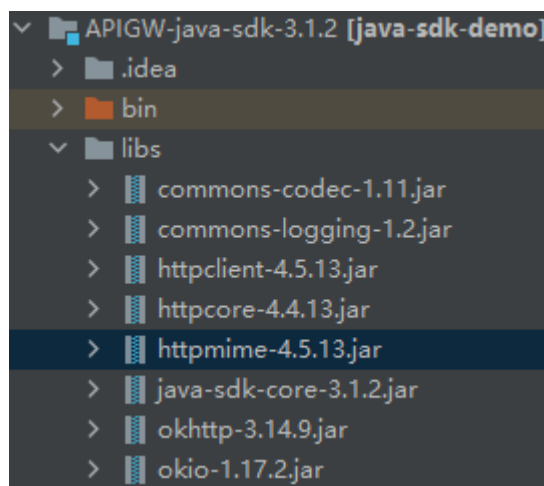 APIGW-java-sdk-3.1.2 [java-sdk-demo]
.idea
bin
libs
commons-codec-1.11.jar
commons-logging-1.2.jar
httpclient-4.5.13.jar
httpcore-4.4.13.jar
httpmime-4.5.13.jar
java-sdk-core-3.1.2.jar
okhttp-3.14.9.jar
okio-1.17.2.jar